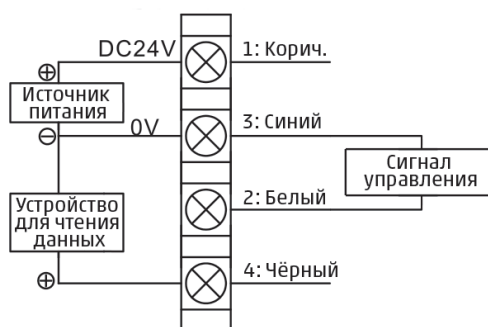 DC24V
1: Корич.
⊕
Источник
питания
⊖
0V
3: Синий
Сигнал
управления
Устройство
для чтения
данных
2: Белый
⊕
4: Чёрный